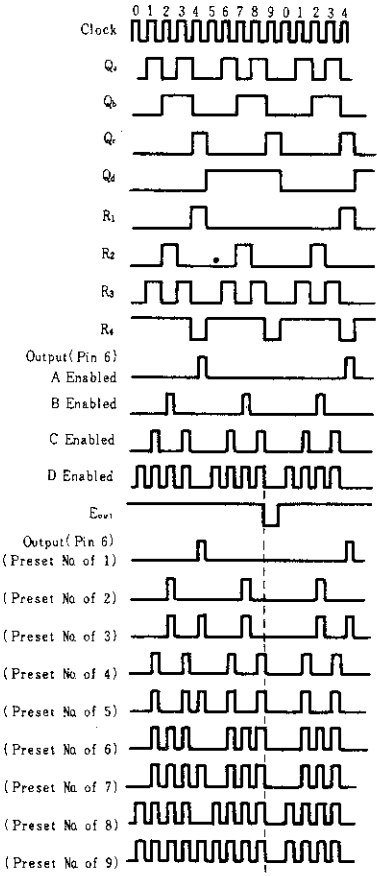 0 1 2 3 4 5 6 7 8 9 0 1 2 3 4
Clock
Qa
Qb
Qc
Qd
R1
R2
R3
R4
Output(Pin 6)
A Enabled
B Enabled
C Enabled
D Enabled
Eout
Output(Pin 6)
(Preset No. of 1)
(Preset No. of 2)
(Preset No. of 3)
(Preset No. of 4)
(Preset No. of 5)
(Preset No. of 6)
(Preset No. of 7)
(Preset No. of 8)
(Preset No. of 9)